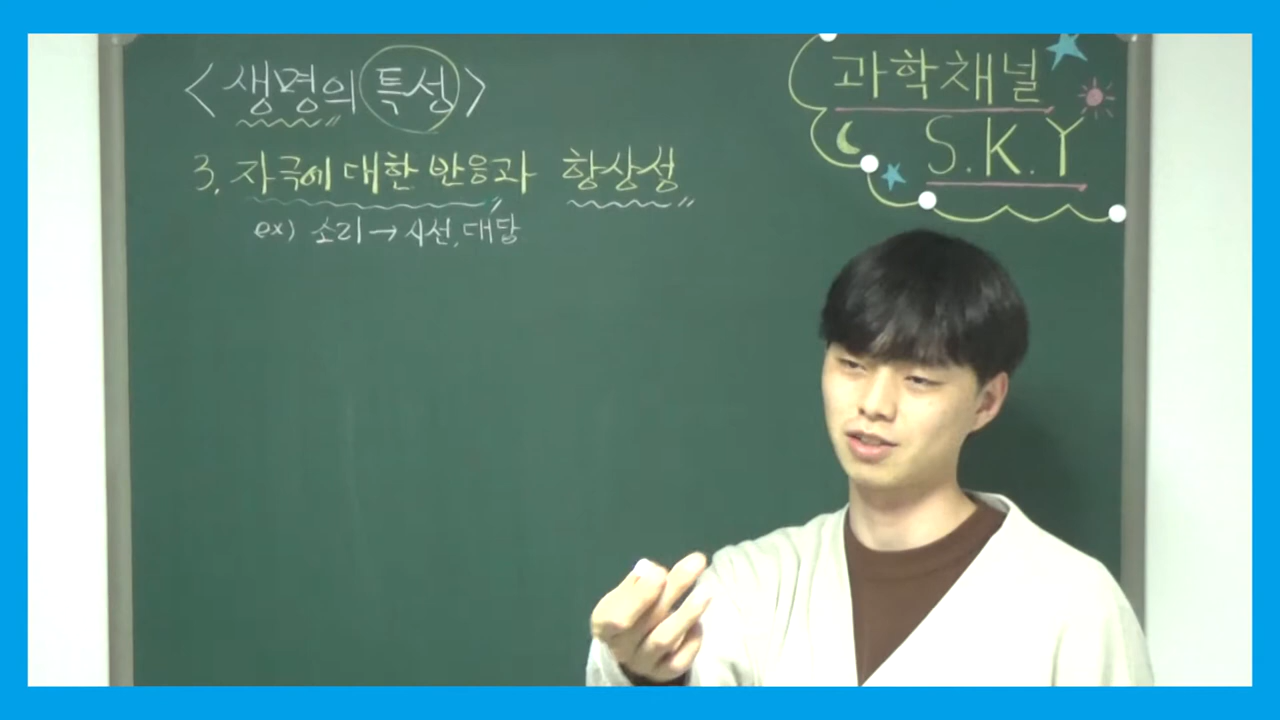 <생명의 특성>
3. 자극에 대한 반응과 항상성
ex) 소리→시선, 대답
과학채널
S.K.Y